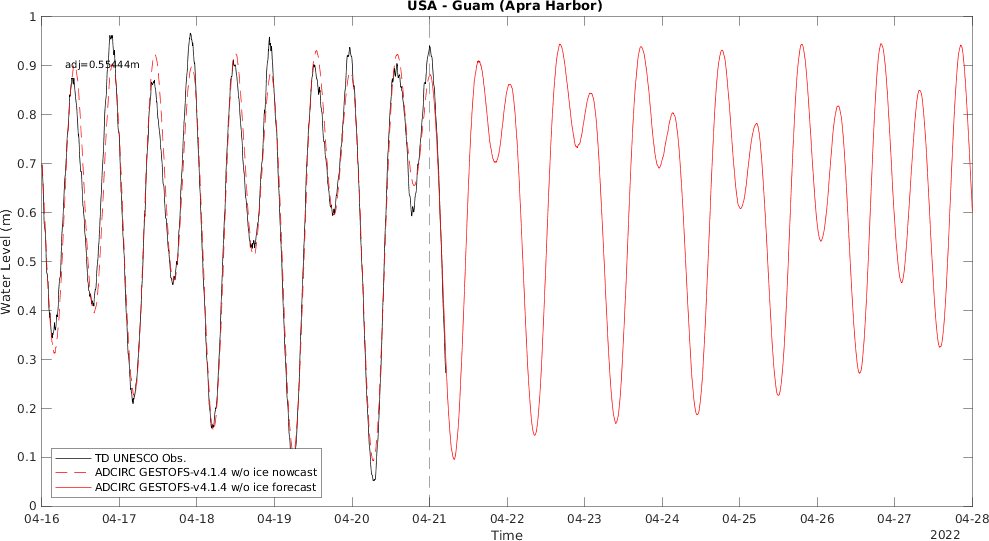 USA - Guam (Apra Harbor)
adj=0.55444m
Water Level (m)
1
0.9
0.8
0.7
0.6
0.5
0.4
0.3
0.2
0.1
0
TD UNESCO Obs.
ADCIRC GESTOFS-v4.1.4 w/o ice nowcast
ADCIRC GESTOFS-v4.1.4 w/o ice forecast
04-16 04-17 04-18 04-19 04-20 04-21 04-22 04-23 04-24 04-25 04-26 04-27 04-28
Time
2022